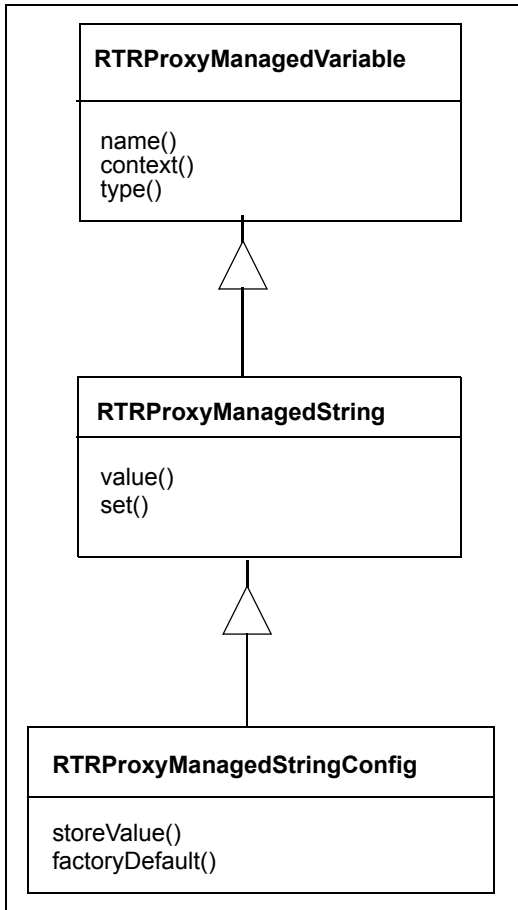 RTRProxyManagedVariable
name()
context()
type()
RTRProxyManagedString
value()
set()
RTRProxyManagedStringConfig
storeValue()
factoryDefault()